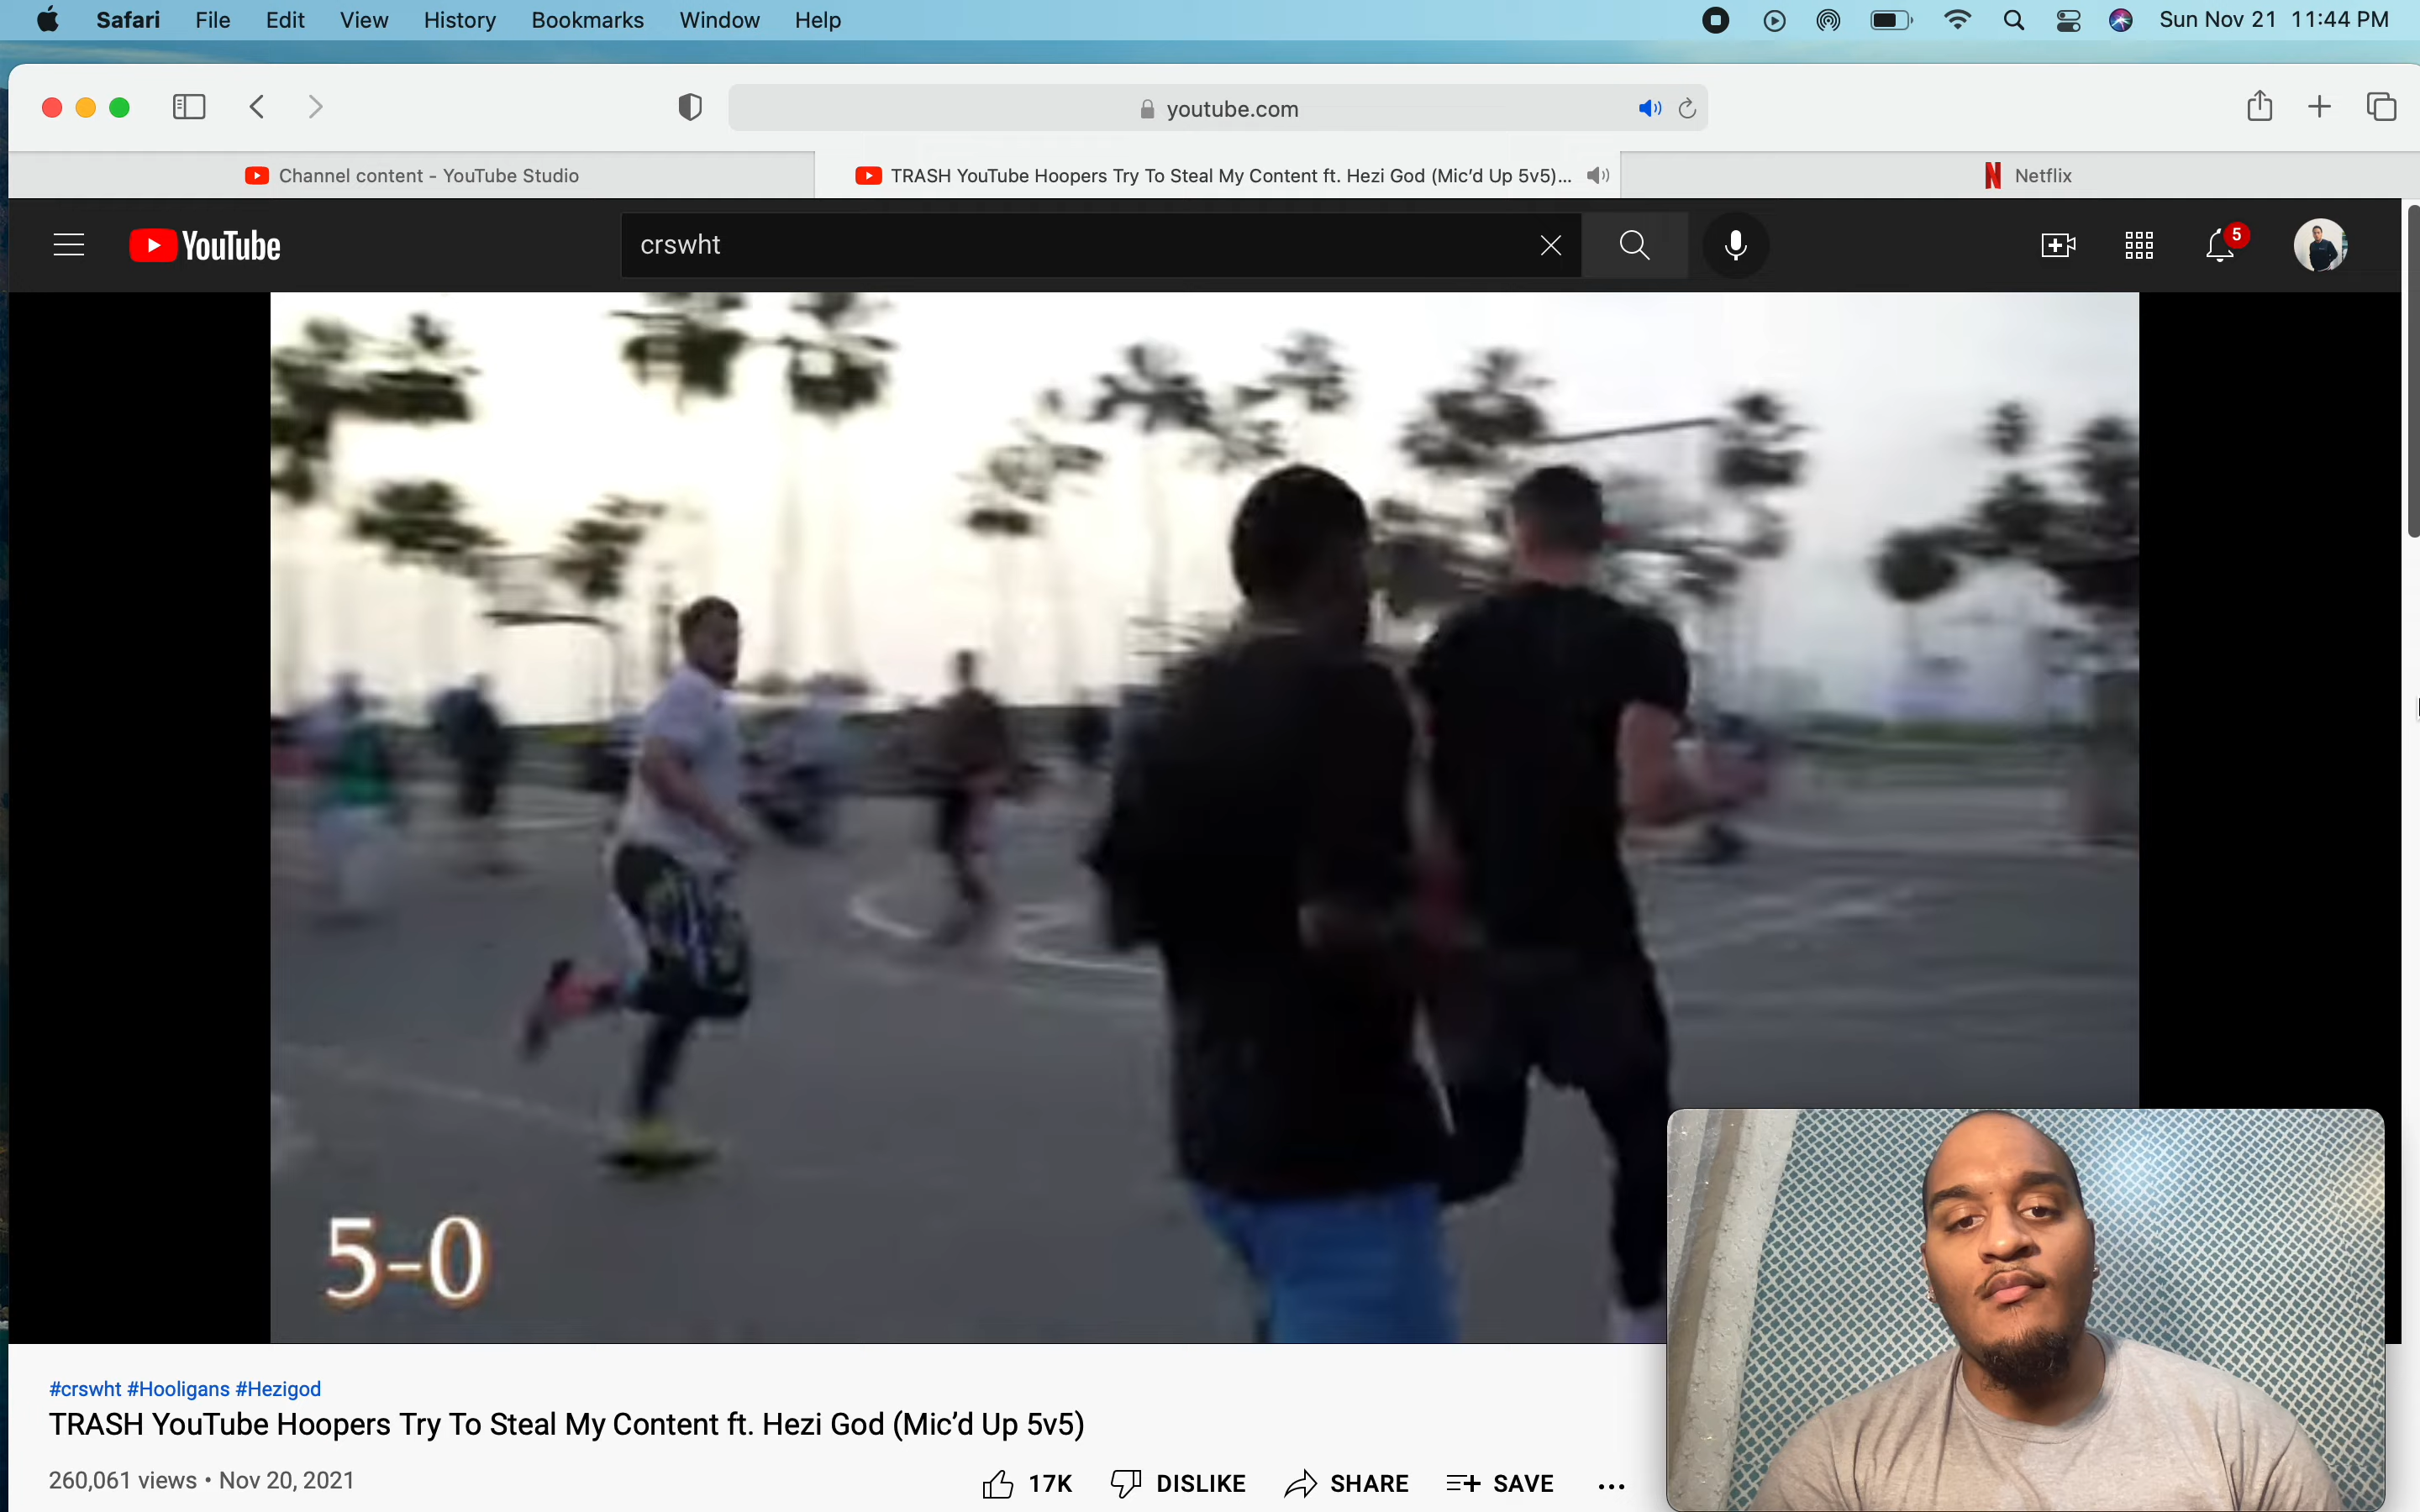 Safari File Edit View History Bookmarks Window Help Sun Nov 21 11:44 PM
youtube.com
Channel content - YouTube Studio
TRASH YouTube Hoopers Try To Steal My Content ft. Hezi God (Mic’d Up 5v5)...
N Netflix
YouTube
crswht
5
5-0
#crswht #Hooligans #Hezigod
TRASH YouTube Hoopers Try To Steal My Content ft. Hezi God (Mic’d Up 5v5)
260,061 views • Nov 20, 2021
17K DISLIKE SHARE SAVE ...